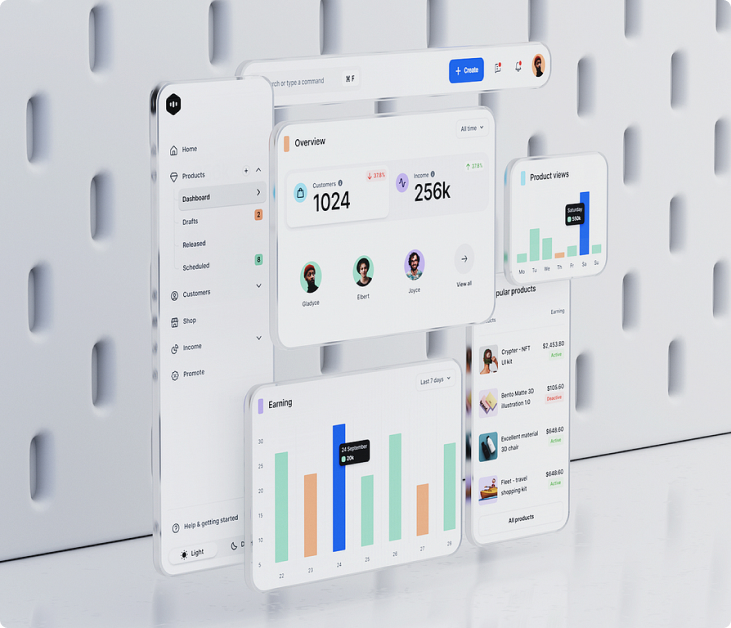 rch or type a command
⌘ F
+ Create
Home
Products
+
Dashboard
Drafts
2
Released
Scheduled
8
Customers
Shop
Income
Promote
Help & getting started
Light
D
Overview
All time
Customers
1024
37.8%
Income
256k
37.8%
Gladyce
Elbert
Joyce
View all
Product views
Saturday
Mo
Tu
We
Th
Fr
Sa
Su
pular products
Earning
Crypter - NFT
UI kit
$2,453.80
Active
Bento Matte 3D
Illustration 1.0
$105.60
Deactive
Excellent material
3D chair
$648.60
Active
Fleet - travel
shopping kit
$648.60
Active
All products
Earning
Last 7 days
30
25
20
15
10
5
24 September
20k
22
23
24
25
26
27
28